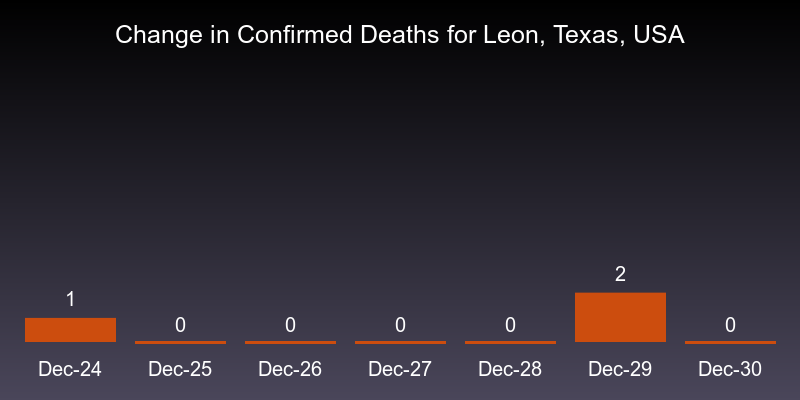 Change in Confirmed Deaths for Leon, Texas, USA
2
1
0 0 0 0 0
Dec-24 Dec-25 Dec-26 Dec-27 Dec-28 Dec-29 Dec-30